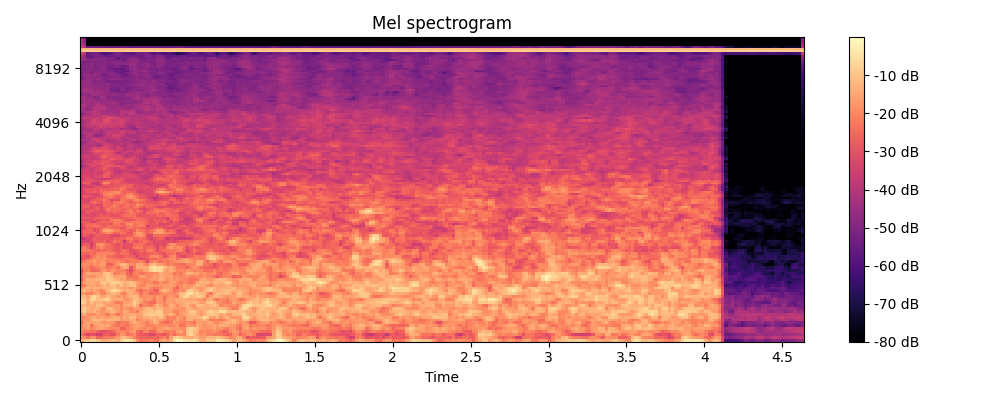 Mel spectrogram
8192
4096
2048
1024
512
0
Hz
0 0.5 1 1.5 2 2.5 3 3.5 4 4.5
Time
-10 dB
-20 dB
-30 dB
-40 dB
-50 dB
-60 dB
-70 dB
-80 dB